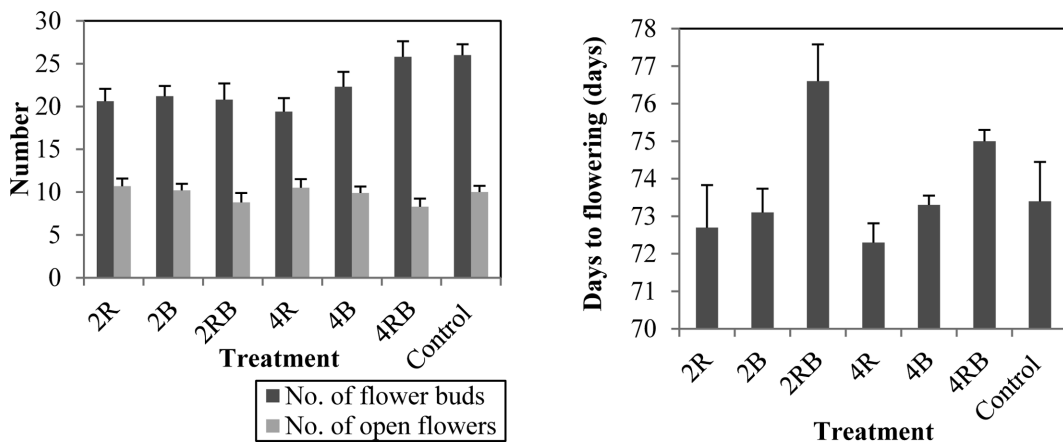 30
25
20
15
10
5
0
Number
2R 2B 2RB 4R 4B 4RB Control
Treatment
No. of flower buds
No. of open flowers
78
77
76
75
74
73
72
71
70
Days to flowering (days)
2R 2B 2RB 4R 4B 4RB Control
Treatment